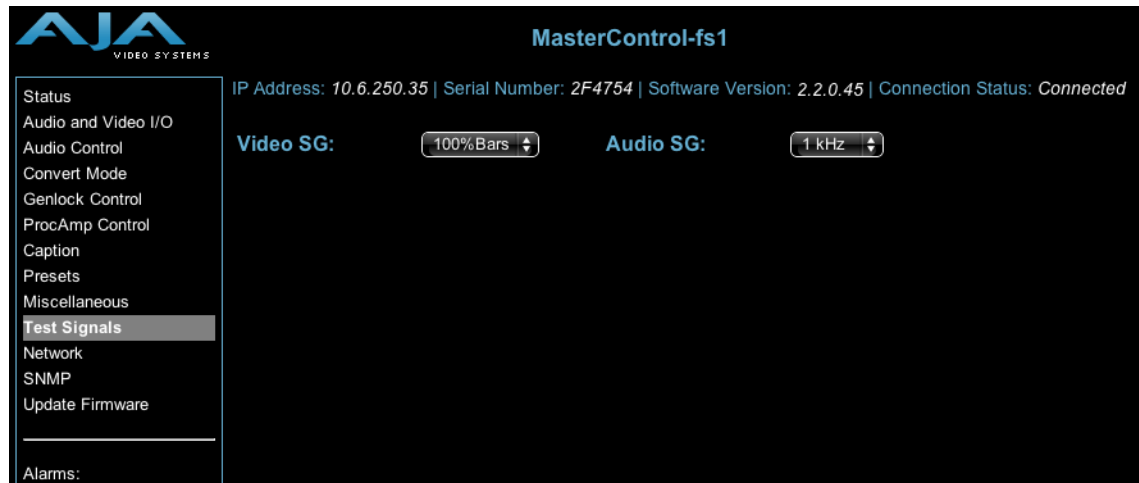 AJA
VIDEO SYSTEMS
MasterControl-fs1
IP Address: 10.6.250.35 | Serial Number: 2F4754 | Software Version: 2.2.0.45 | Connection Status: Connected
Video SG: 100%Bars Audio SG: 1 kHz
Status
Audio and Video I/O
Audio Control
Convert Mode
Genlock Control
ProcAmp Control
Caption
Presets
Miscellaneous
Test Signals
Network
SNMP
Update Firmware
Alarms: